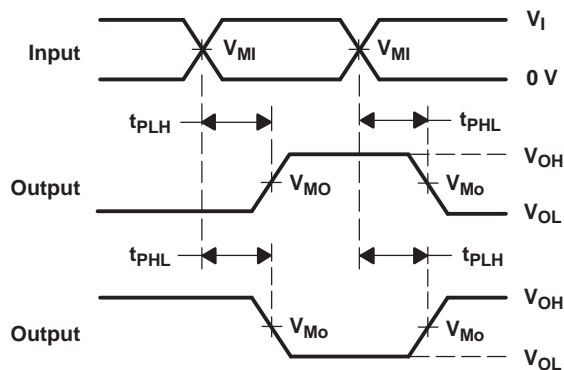 V_I
Input V_MI V_MI
0 V
t_PLH t_PHL
V_OH
Output V_MO V_Mo
V_OL
t_PHL t_PLH
V_OH
Output V_Mo V_Mo
V_OL